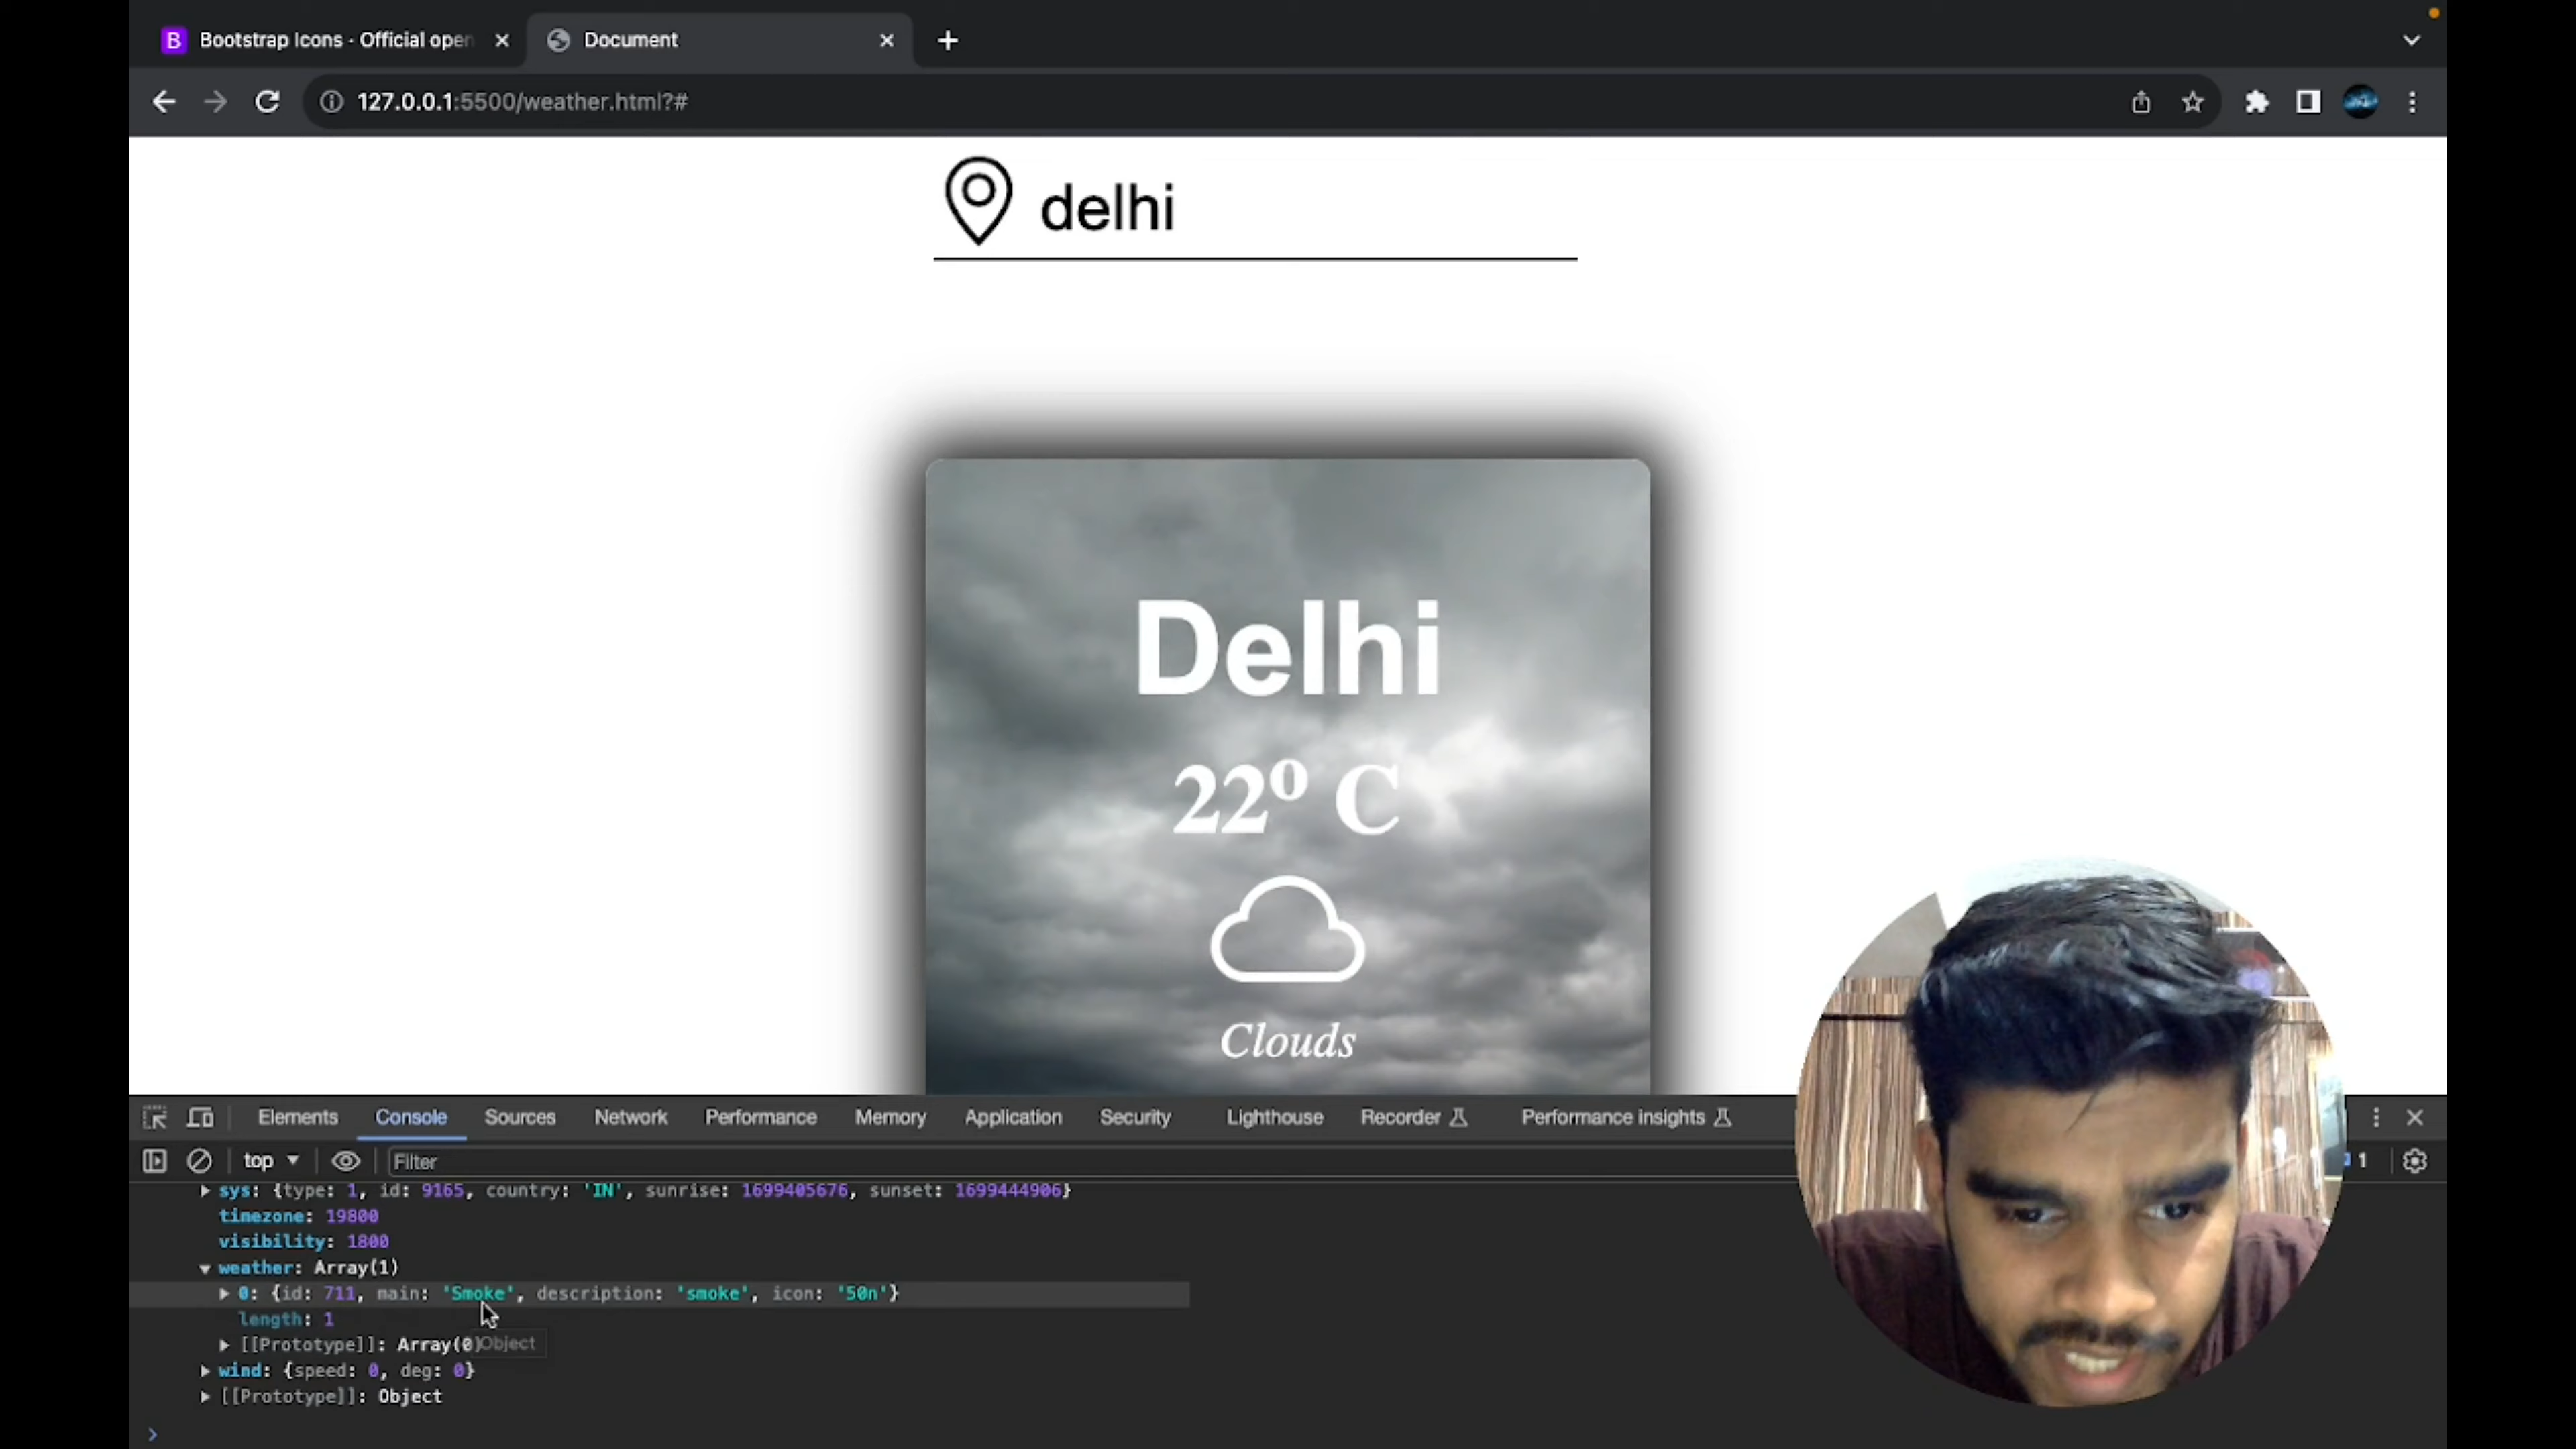 B Bootstrap Icons - Official open
Document
127.0.0.1:5500/weather.html?#
delhi
Delhi
22º C
Clouds
Elements Console Sources Network Performance Memory Application Security Lighthouse Recorder Performance insights
top Filter 1
sys: {type: 1, id: 9165, country: 'IN', sunrise: 1699405676, sunset: 1699444906}
timezone: 19800
visibility: 1800
weather: Array(1)
0: {id: 711, main: 'Smoke', description: 'smoke', icon: '50n'}
length: 1
[[Prototype]]: Array(0) Object
wind: {speed: 0, deg: 0}
[[Prototype]]: Object